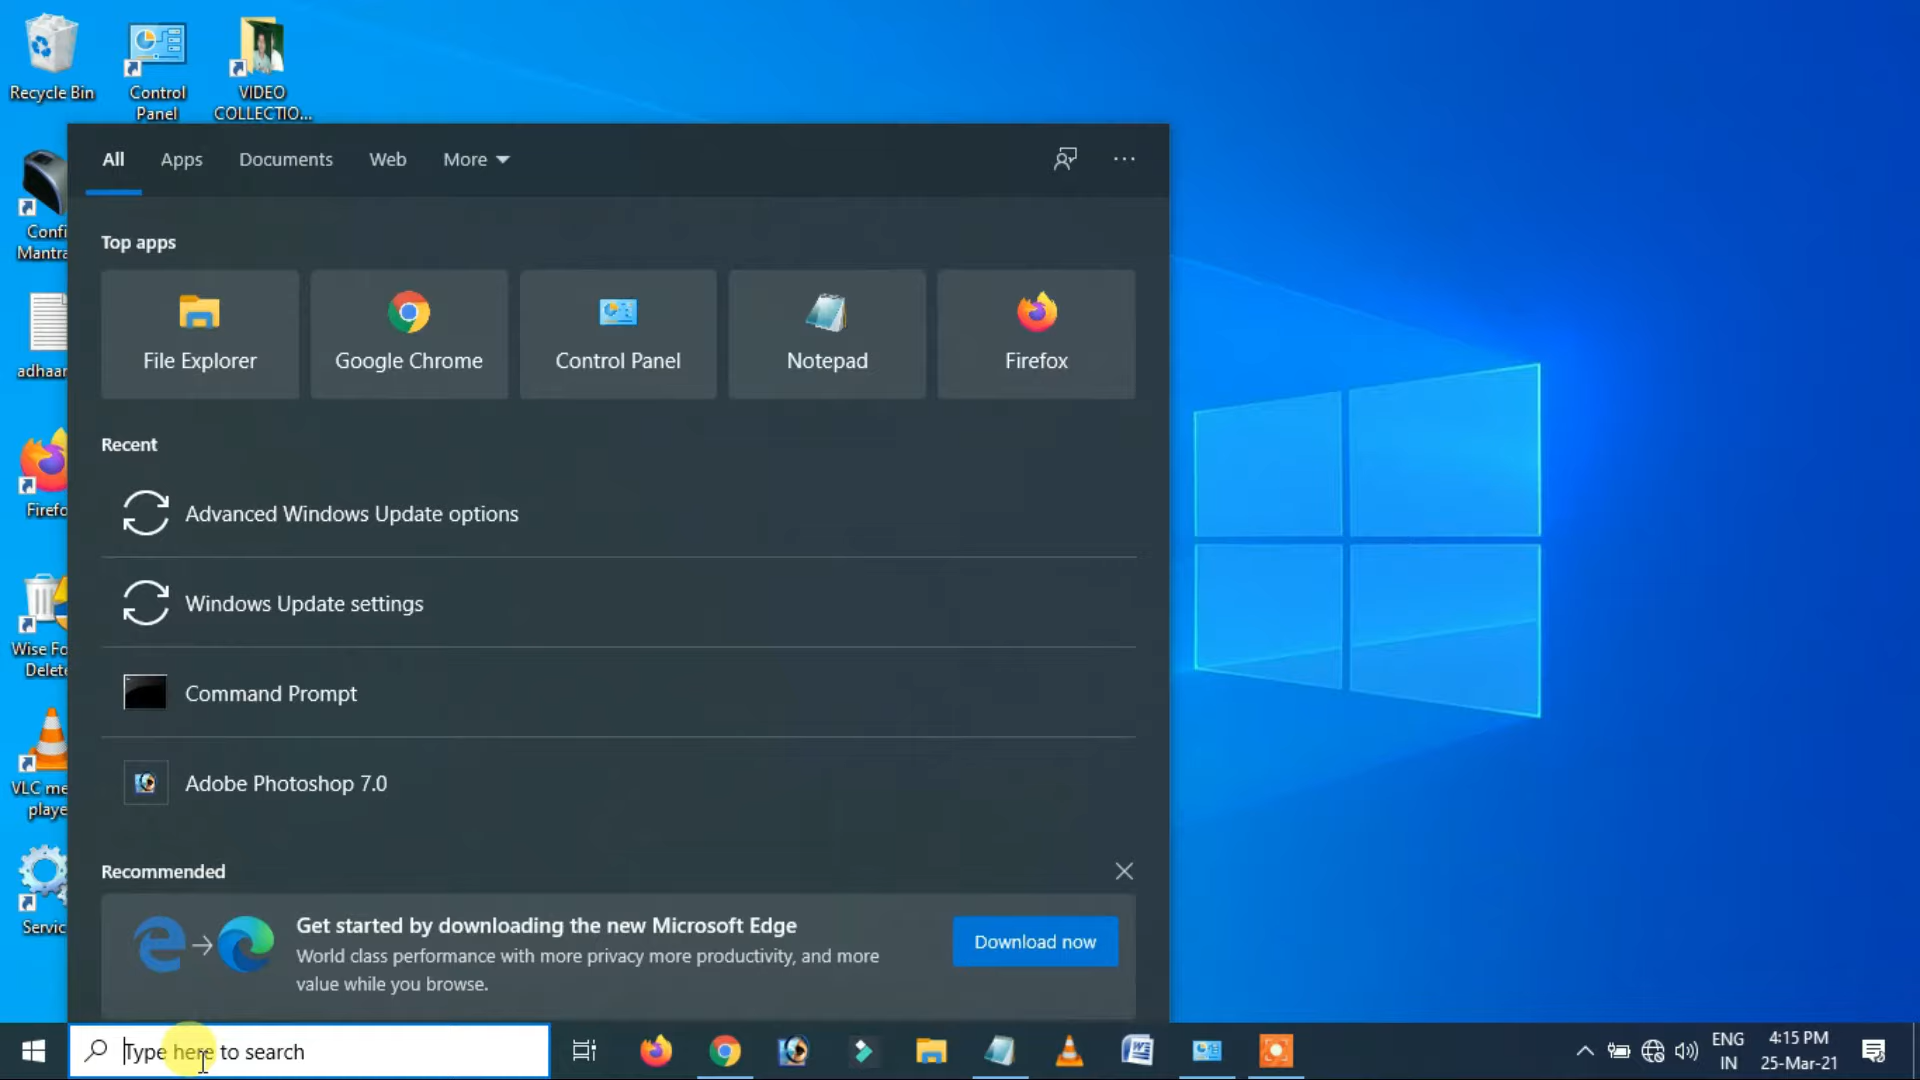 Recycle Bin
Control
Panel
VIDEO
COLLECTIO...
Confi
Mantra
adhaar
Firefo
Wise Fo
Delet
VLC me
playe
Servic
All Apps Documents Web More
Top apps
File Explorer
Google Chrome
Control Panel
Notepad
Firefox
Recent
Advanced Windows Update options
Windows Update settings
Command Prompt
Adobe Photoshop 7.0
Recommended
Get started by downloading the new Microsoft Edge
World class performance with more privacy more productivity, and more
value while you browse.
Download now
Type here to search
ENG
IN
4:15 PM
25-Mar-21